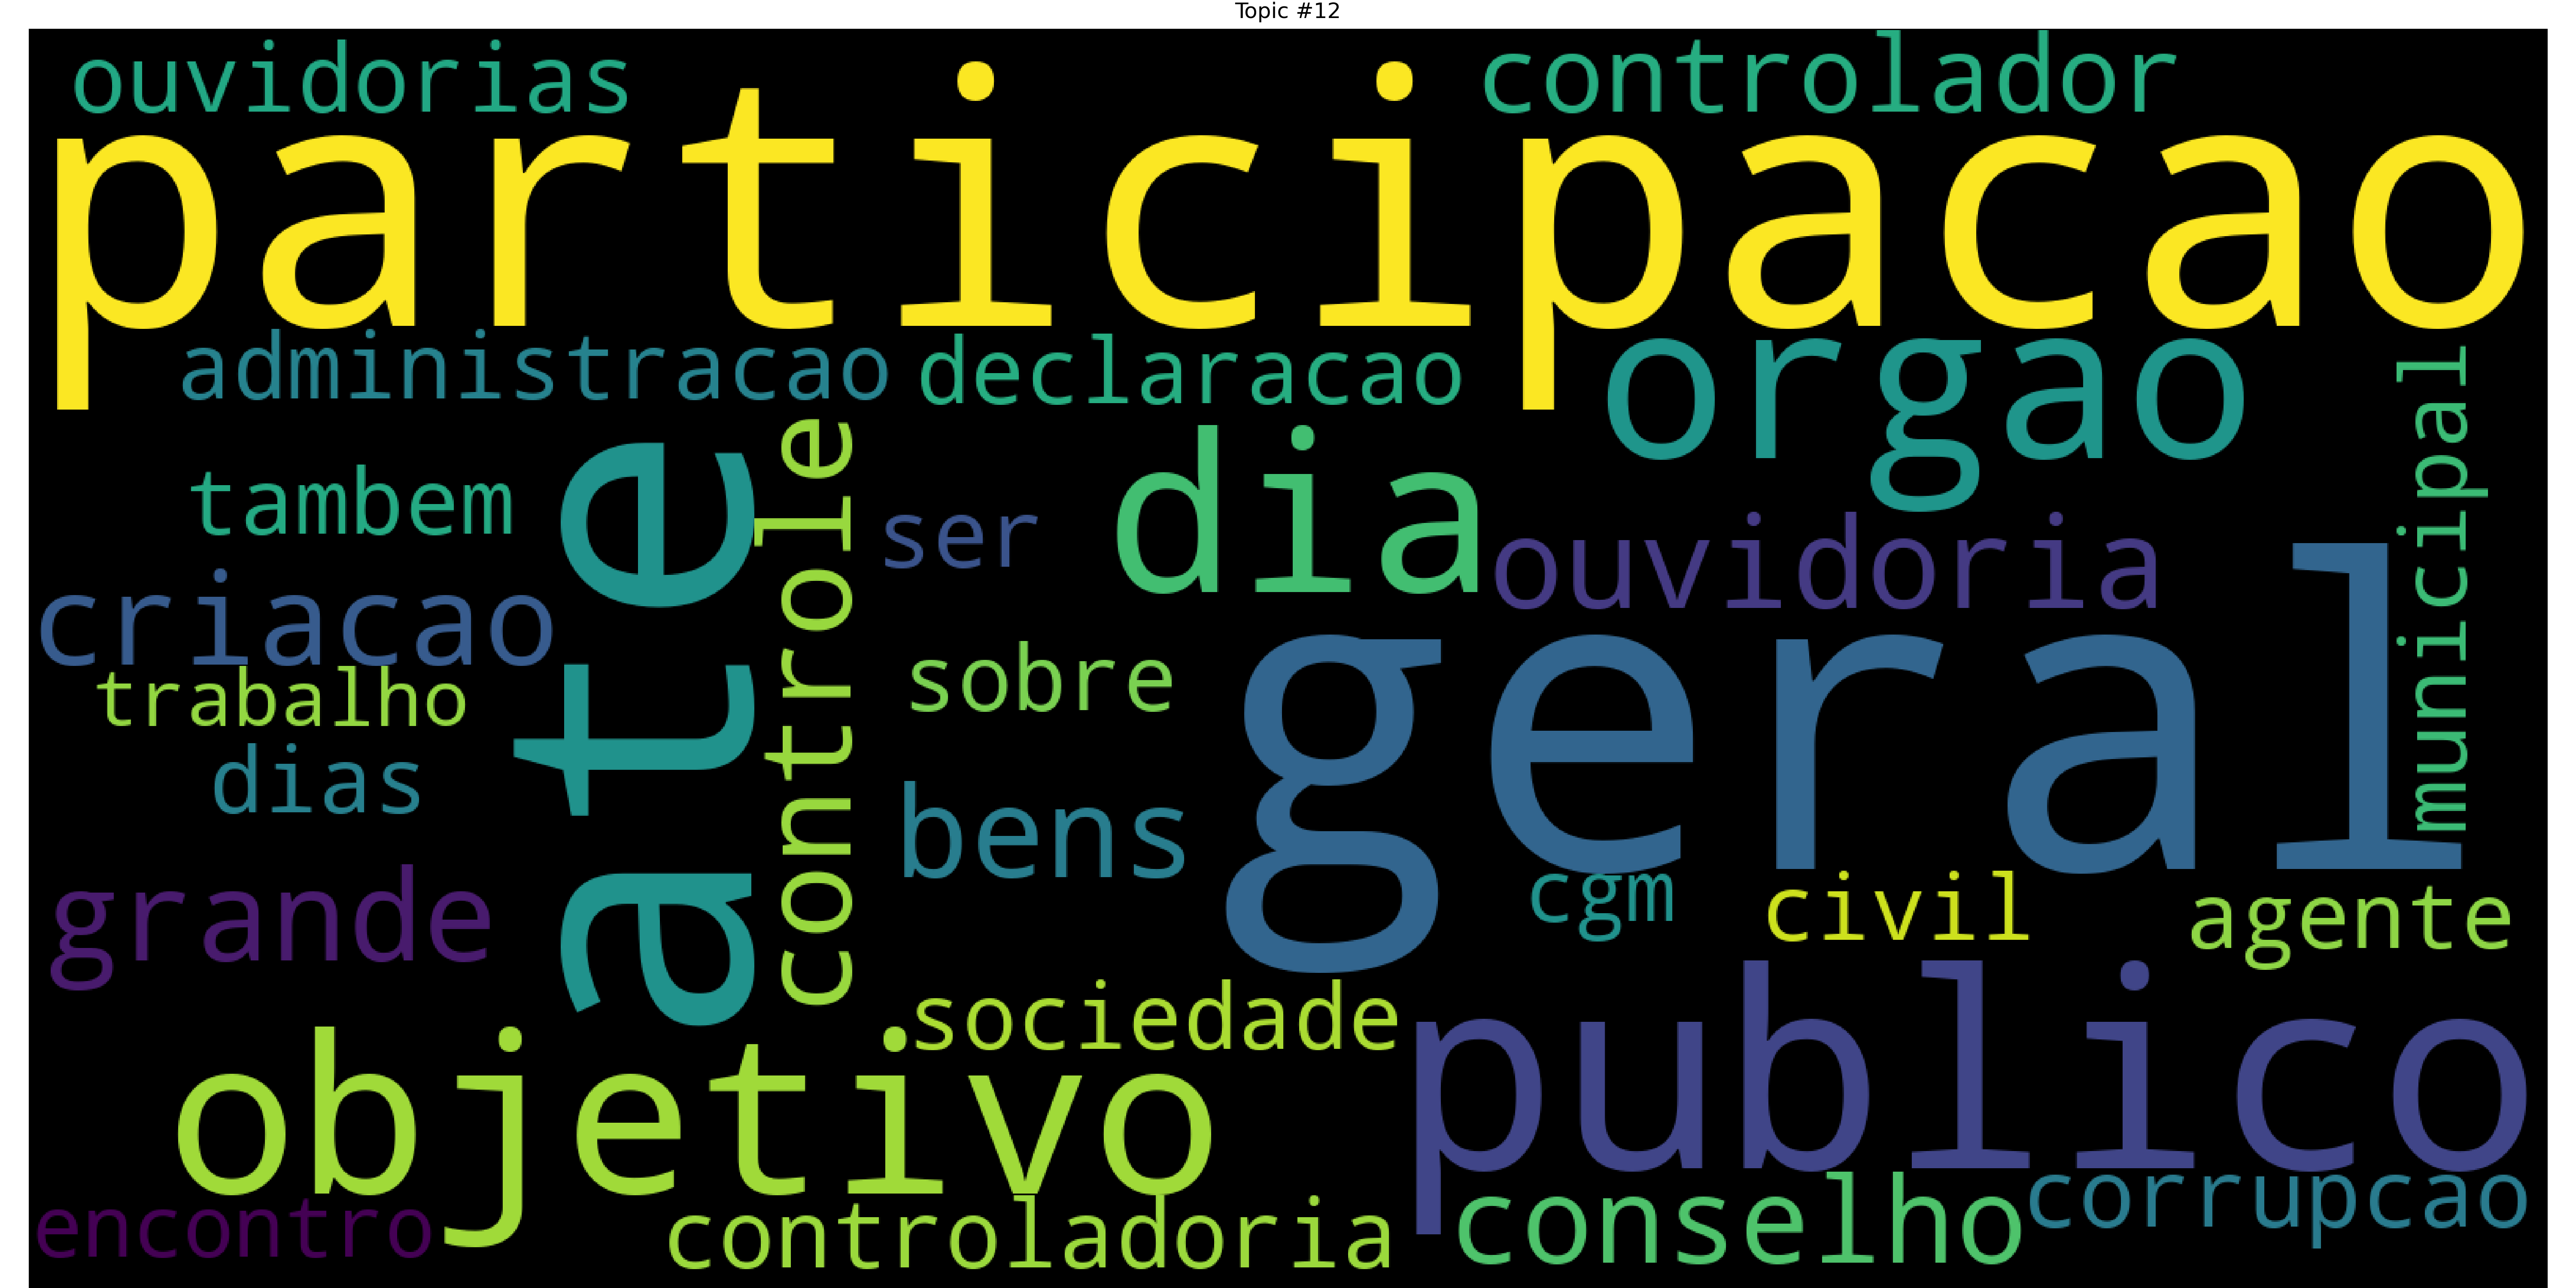 Topic #12
ouvidorias
controlador
participacao
administracao
declaracao
orgao
municipal
tambem
ate
controle
ser
dia
ouvidoria
criacao
trabalho
sobre
geral
dias
bens
grande
cgm
civil
agente
sociedade
publico
objetivo
encontro
controladoria
conselho
corrupcao